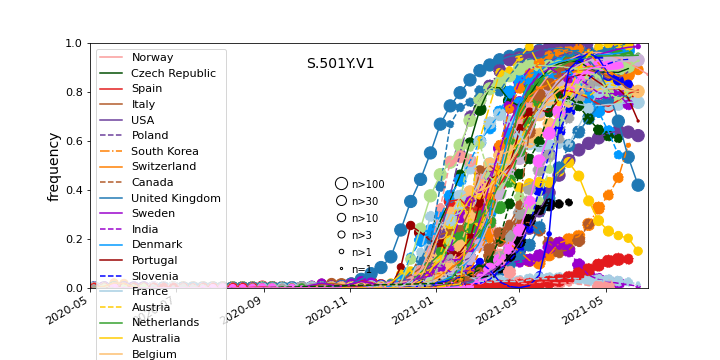 S.501Y.V1
frequency
1.0
0.8
0.6
0.4
0.2
0.0
Norway
Czech Republic
Spain
Italy
USA
Poland
South Korea
Switzerland
Canada
United Kingdom
Sweden
India
Denmark
Portugal
Slovenia
France
Austria
Netherlands
Australia
Belgium
n>100
n>30
n>10
n>3
n>1
n=1
2020-05
2020-09
2020-11
2021-01
2021-03
2021-05